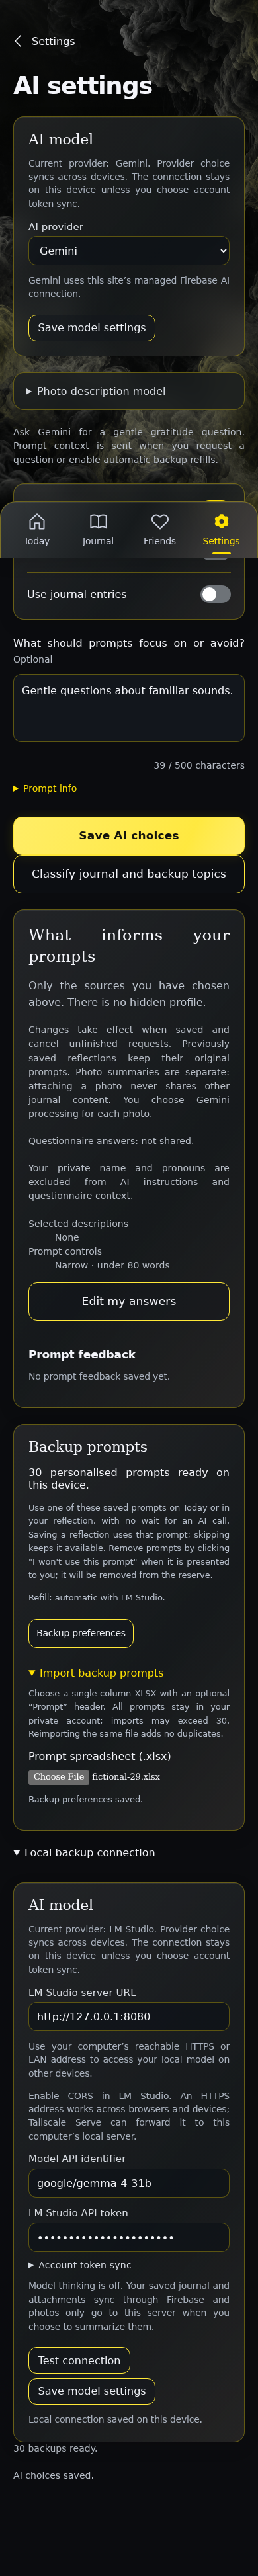 Settings
AI settings
AI model
Current provider: Gemini. Provider choice
syncs across devices. The connection stays
on this device unless you choose account
token sync.
AI provider
Gemini
Gemini uses this site's managed Firebase AI
connection.
Save model settings
Photo description model
Ask Gemini for a gentle gratitude question.
Prompt context is sent when you request a
question or enable automatic backup refills.
Today
Journal
Friends
Settings
Use journal entries
What should prompts focus on or avoid?
Optional
Gentle questions about familiar sounds.
39 / 500 characters
Prompt info
Save AI choices
Classify journal and backup topics
What informs your
prompts
Only the sources you have chosen
above. There is no hidden profile.
Changes take effect when saved and
cancel unfinished requests. Previously
saved reflections keep their original
prompts. Photo summaries are separate:
attaching a photo never shares other
journal content. You choose Gemini
processing for each photo.
Questionnaire answers: not shared.
Your private name and pronouns are
excluded from AI instructions and
questionnaire context.
Selected descriptions
None
Prompt controls
Narrow · under 80 words
Edit my answers
Prompt feedback
No prompt feedback saved yet.
Backup prompts
30 personalised prompts ready on
this device.
Use one of these saved prompts on Today or in
your reflection, with no wait for an AI call.
Saving a reflection uses that prompt; skipping
keeps it available. Remove prompts by clicking
"I won't use this prompt" when it is presented
to you; it will be removed from the reserve.
Refill: automatic with LM Studio.
Backup preferences
Import backup prompts
Choose a single-column XLSX with an optional
"Prompt" header. All prompts stay in your
private account; imports may exceed 30.
Reimporting the same file adds no duplicates.
Prompt spreadsheet (.xlsx)
Choose File fictional-29.xlsx
Backup preferences saved.
Local backup connection
AI model
Current provider: LM Studio. Provider choice
syncs across devices. The connection stays
on this device unless you choose account
token sync.
LM Studio server URL
http://127.0.0.1:8080
Use your computer's reachable HTTPS or
LAN address to access your local model on
other devices.
Enable CORS in LM Studio. An HTTPS
address works across browsers and devices;
Tailscale Serve can forward it to this
computer's local server.
Model API identifier
google/gemma-4-31b
LM Studio API token
••••••••••••••••••••••
Account token sync
Model thinking is off. Your saved journal and
attachments sync through Firebase and
photos only go to this server when you
choose to summarize them.
Test connection
Save model settings
Local connection saved on this device.
30 backups ready.
AI choices saved.